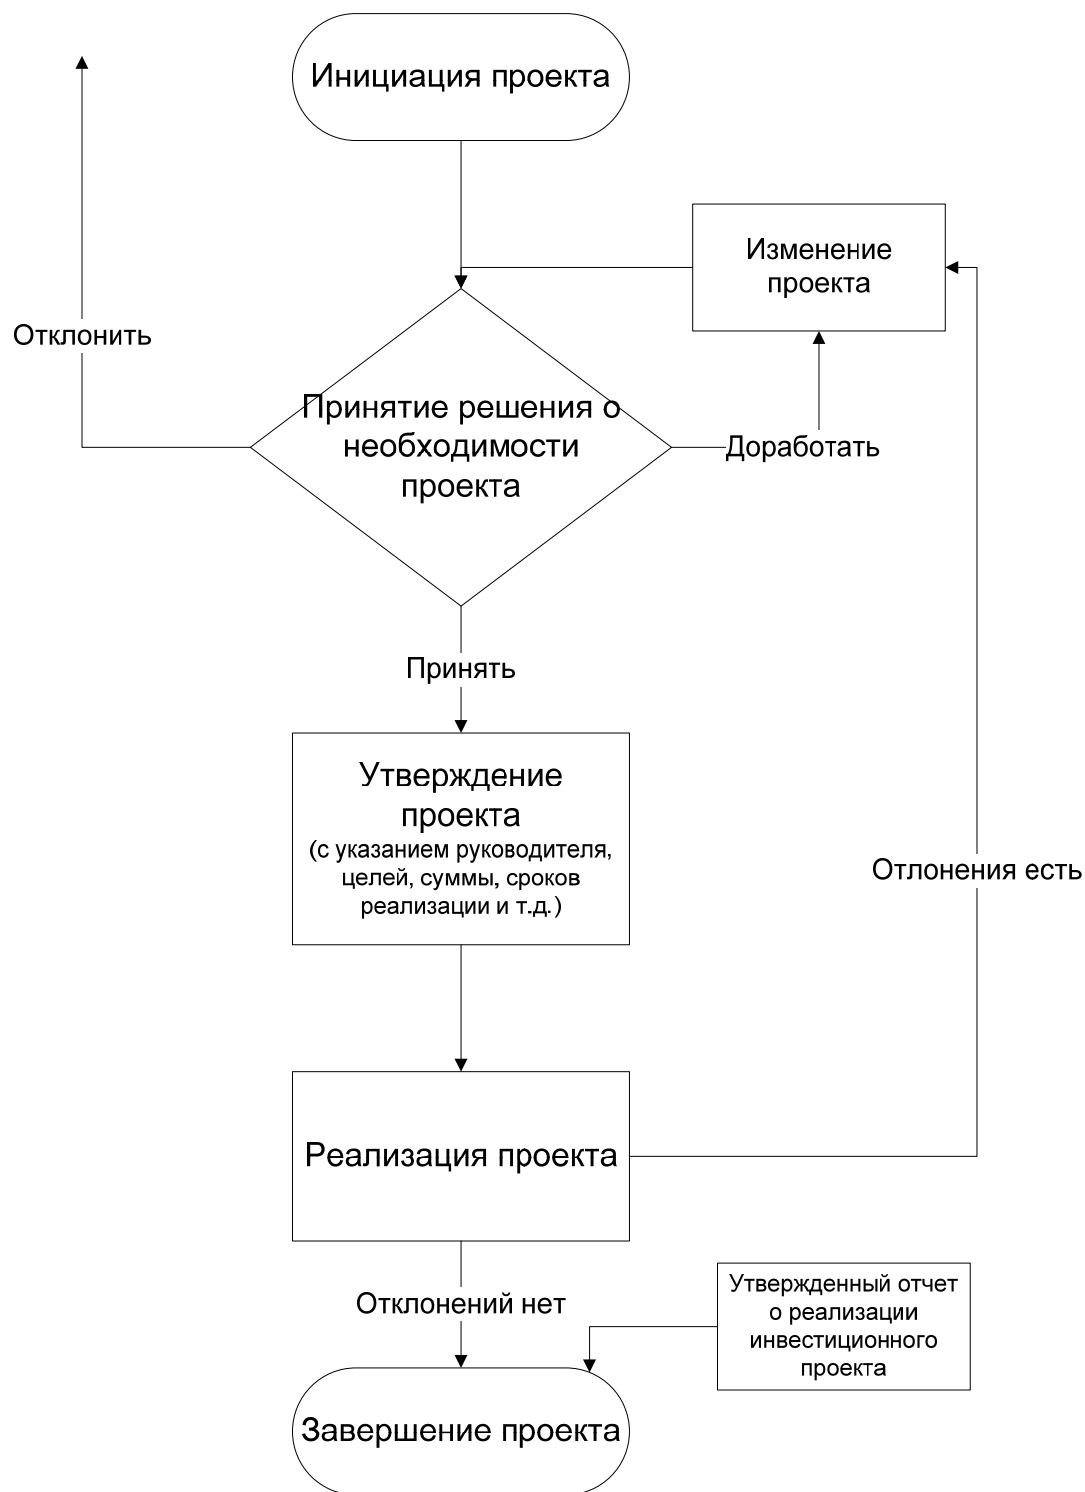 Инициация проекта
Изменение
проекта
Отклонить
Принятие решения о
необходимости
проекта
Доработать
Принять
Утверждение
проекта
(с указанием руководителя,
целей, суммы, сроков
реализации и т.д.)
Отлонения есть
Реализация проекта
Отклонений нет
Утвержденный отчет
о реализации
инвестиционного
проекта
Завершение проекта